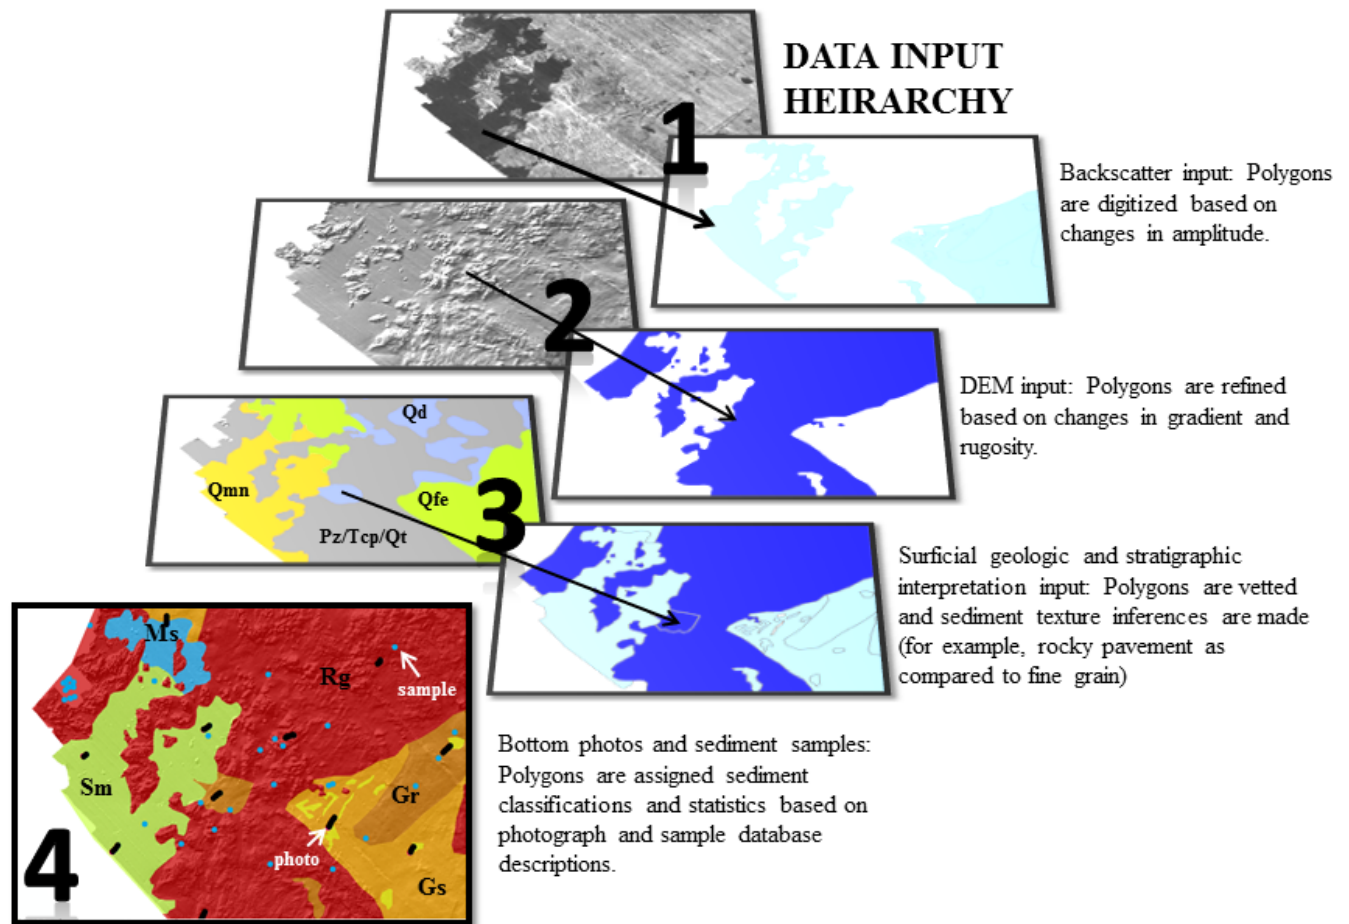 DATA INPUT
HEIRARCHY
1
Backscatter input: Polygons
are digitized based on
changes in amplitude.
2
DEM input: Polygons are refined
based on changes in gradient and
rugosity.
Qd
Qmn
Qfe
Pz/Tcp/Qt
3
Surficial geologic and stratigraphic
interpretation input: Polygons are vetted
and sediment texture inferences are made
(for example, rocky pavement as
compared to fine grain)
Ms
Rg
sample
Sm
Gr
photo
Gs
4
Bottom photos and sediment samples:
Polygons are assigned sediment
classifications and statistics based on
photograph and sample database
descriptions.